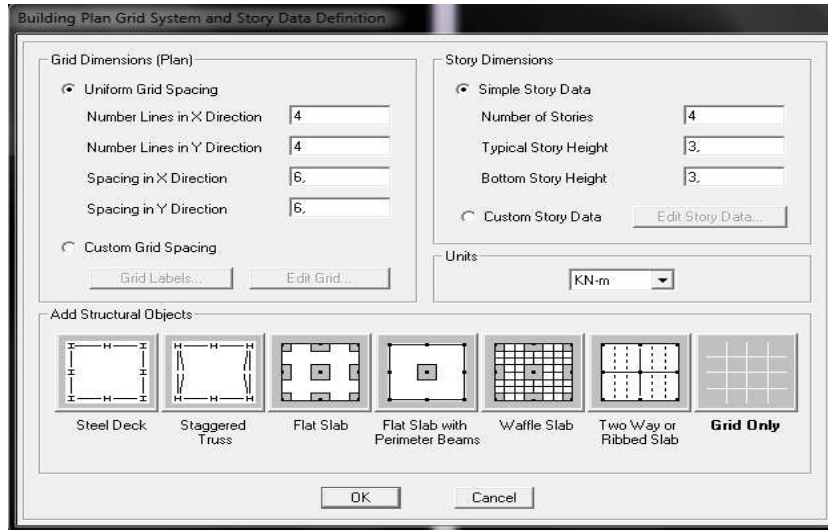 Building Plan Grid System and Story Data Definition
Grid Dimensions (Plan)
Uniform Grid Spacing
Number Lines in X Direction 4
Number Lines in Y Direction 4
Spacing in X Direction 6,
Spacing in Y Direction 6,
Custom Grid Spacing
Grid Labels... Edit Grid...
Story Dimensions
Simple Story Data
Number of Stories 4
Typical Story Height 3,
Bottom Story Height 3,
Custom Story Data Edit Story Data...
Units
KN-m
Add Structural Objects
Steel Deck
Staggered
Truss
Flat Slab
Flat Slab with
Perimeter Beams
Waffle Slab
Two Way or
Ribbed Slab
Grid Only
OK Cancel